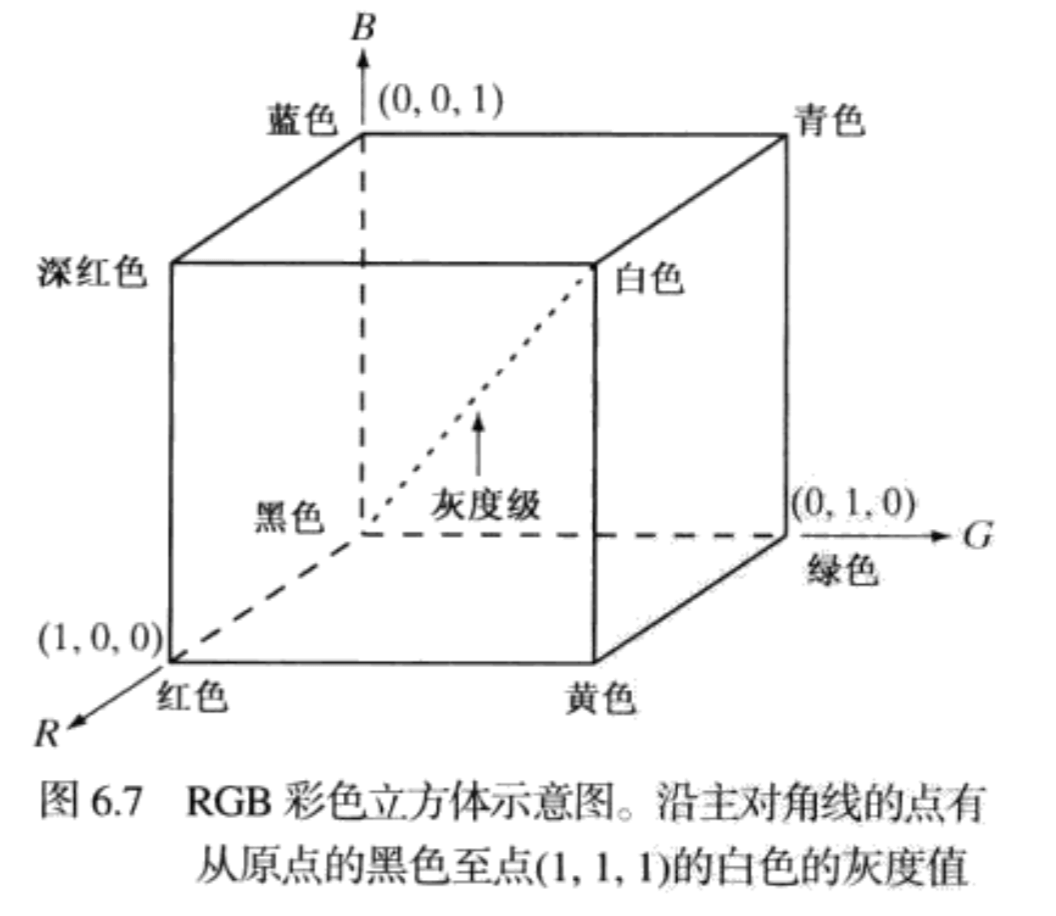 B
蓝色 (0, 0, 1) 青色
深红色 白色
黑色 灰度级 (0, 1, 0) G
绿色
(1, 0, 0)
红色 黄色
R
图 6.7 RGB 彩色立方体示意图。沿主对角线的点有
从原点的黑色至点(1, 1, 1)的白色的灰度值